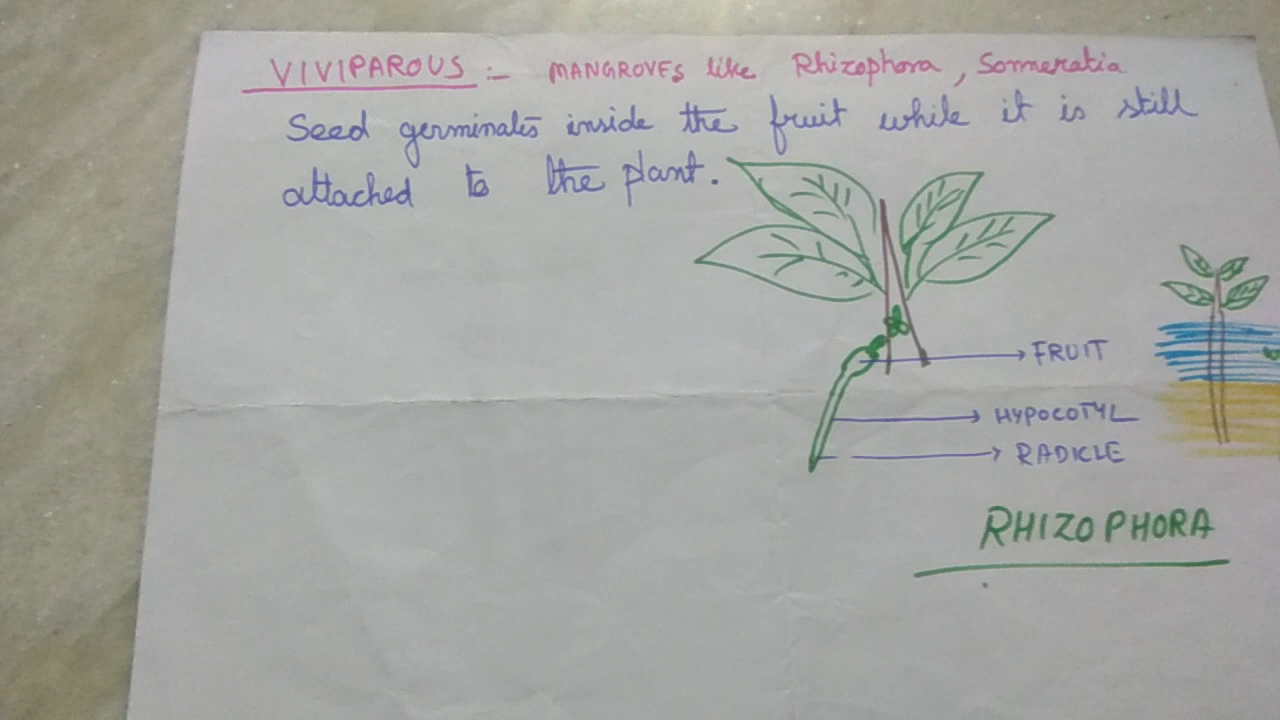 VIVIPAROUS :- MANGROVES like Rhizophora, Sonneratia
Seed germinates inside the fruit while it is still
attached to the plant.
FRUIT
HYPOCOTYL
RADICLE
RHIZOPHORA